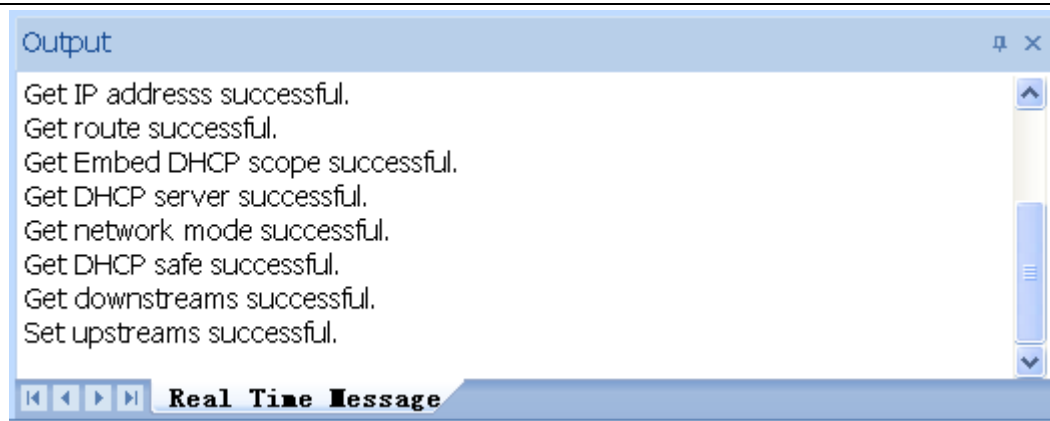 Output
Get IP addresss successful.
Get route successful.
Get Embed DHCP scope successful.
Get DHCP server successful.
Get network mode successful.
Get DHCP safe successful.
Get downstreams successful.
Set upstreams successful.
Real Time Message